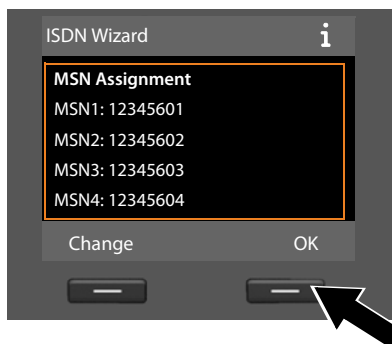 ISDN Wizard i
MSN Assignment
MSN1: 12345601
MSN2: 12345602
MSN3: 12345603
MSN4: 12345604
Change OK